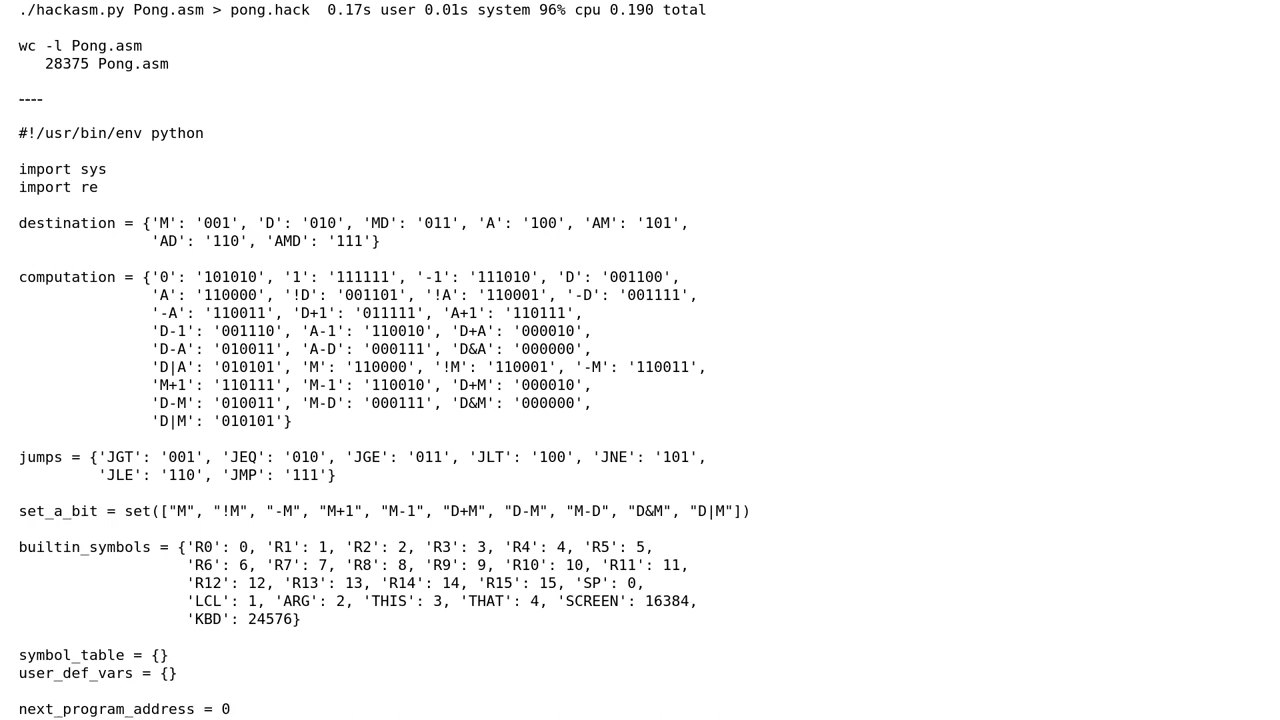 ./hackasm.py Pong.asm > pong.hack  0.17s user 0.01s system 96% cpu 0.190 total
wc -l Pong.asm
   28375 Pong.asm
----
#!/usr/bin/env python
import sys
import re
destination = {'M': '001', 'D': '010', 'MD': '011', 'A': '100', 'AM': '101',
               'AD': '110', 'AMD': '111'}
computation = {'0': '101010', '1': '111111', '-1': '111010', 'D': '001100',
               'A': '110000', '!D': '001101', '!A': '110001', '-D': '001111',
               '-A': '110011', 'D+1': '011111', 'A+1': '110111',
               'D-1': '001110', 'A-1': '110010', 'D+A': '000010',
               'D-A': '010011', 'A-D': '000111', 'D&A': '000000',
               'D|A': '010101', 'M': '110000', '!M': '110001', '-M': '110011',
               'M+1': '110111', 'M-1': '110010', 'D+M': '000010',
               'D-M': '010011', 'M-D': '000111', 'D&M': '000000',
               'D|M': '010101'}
jumps = {'JGT': '001', 'JEQ': '010', 'JGE': '011', 'JLT': '100', 'JNE': '101',
         'JLE': '110', 'JMP': '111'}
set_a_bit = set(["M", "!M", "-M", "M+1", "M-1", "D+M", "D-M", "M-D", "D&M", "D|M"])
builtin_symbols = {'R0': 0, 'R1': 1, 'R2': 2, 'R3': 3, 'R4': 4, 'R5': 5,
                   'R6': 6, 'R7': 7, 'R8': 8, 'R9': 9, 'R10': 10, 'R11': 11,
                   'R12': 12, 'R13': 13, 'R14': 14, 'R15': 15, 'SP': 0,
                   'LCL': 1, 'ARG': 2, 'THIS': 3, 'THAT': 4, 'SCREEN': 16384,
                   'KBD': 24576}
symbol_table = {}
user_def_vars = {}
next_program_address = 0